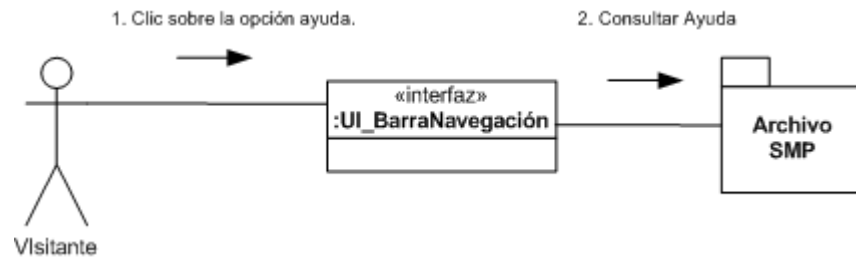 1. Clic sobre la opción ayuda.
2. Consultar Ayuda
«interfaz»
:UI_BarraNavegación
Archivo
SMP
VIsitante